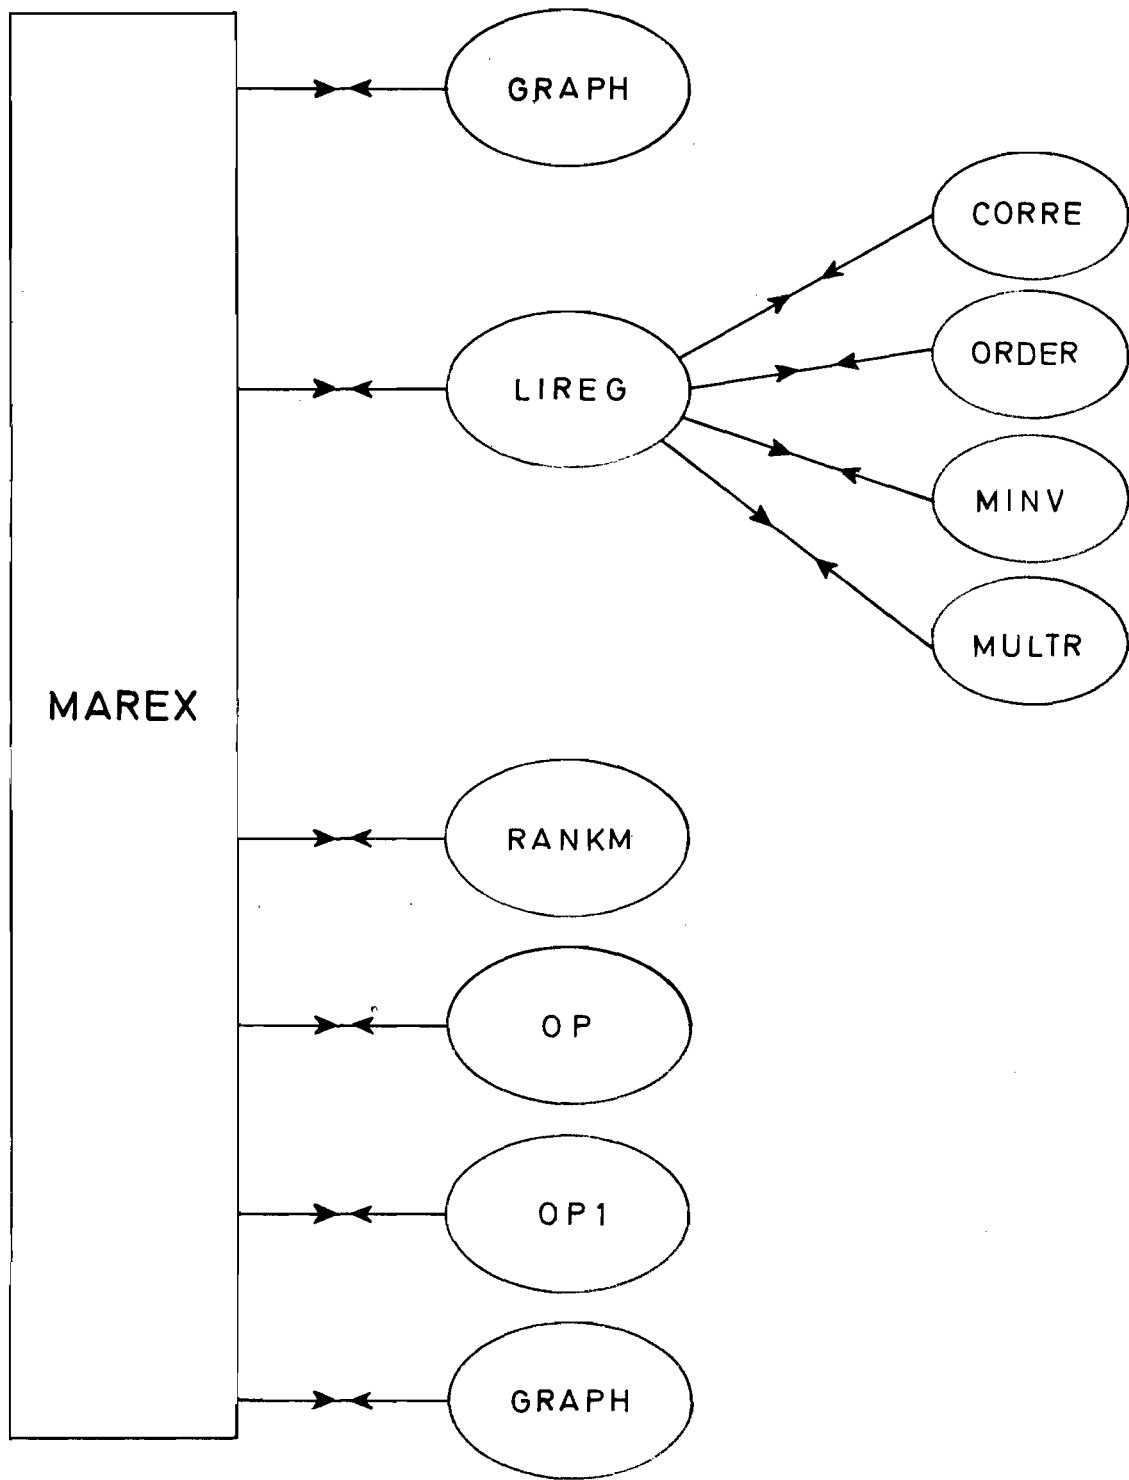 GRAPH
CORRE
ORDER
LIREG
MINV
MULTR
MAREX
RANKM
OP
OP1
GRAPH